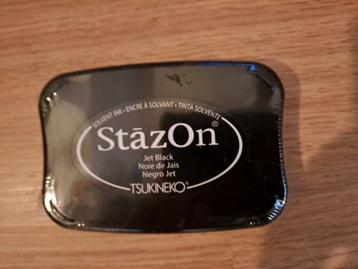 SOLVENT INK • ENCRE À SOLVANT • TINTA SOLVENTE
StāzOn®
Jet Black
Noie de Jais
Negro Jet
TSUKINEKO®